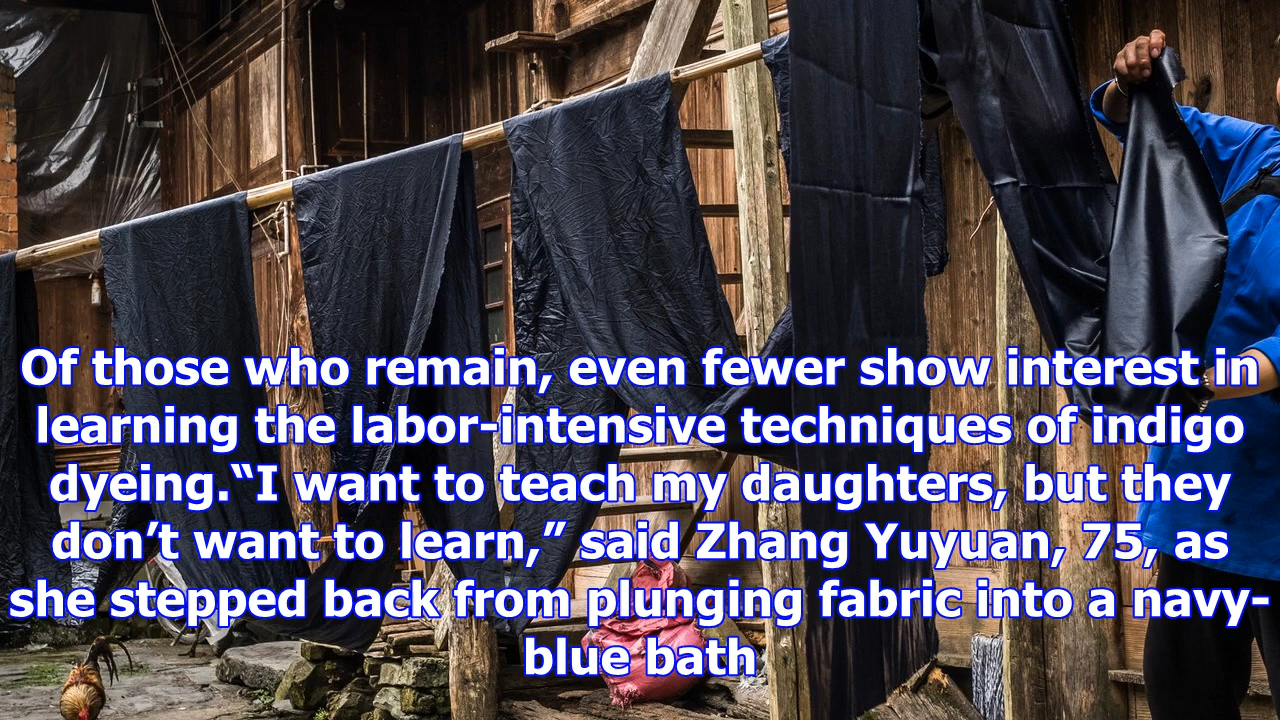 Of those who remain, even fewer show interest in
learning the labor-intensive techniques of indigo
dyeing.“I want to teach my daughters, but they
don’t want to learn,” said Zhang Yuyuan, 75, as
she stepped back from plunging fabric into a navy-
blue bath